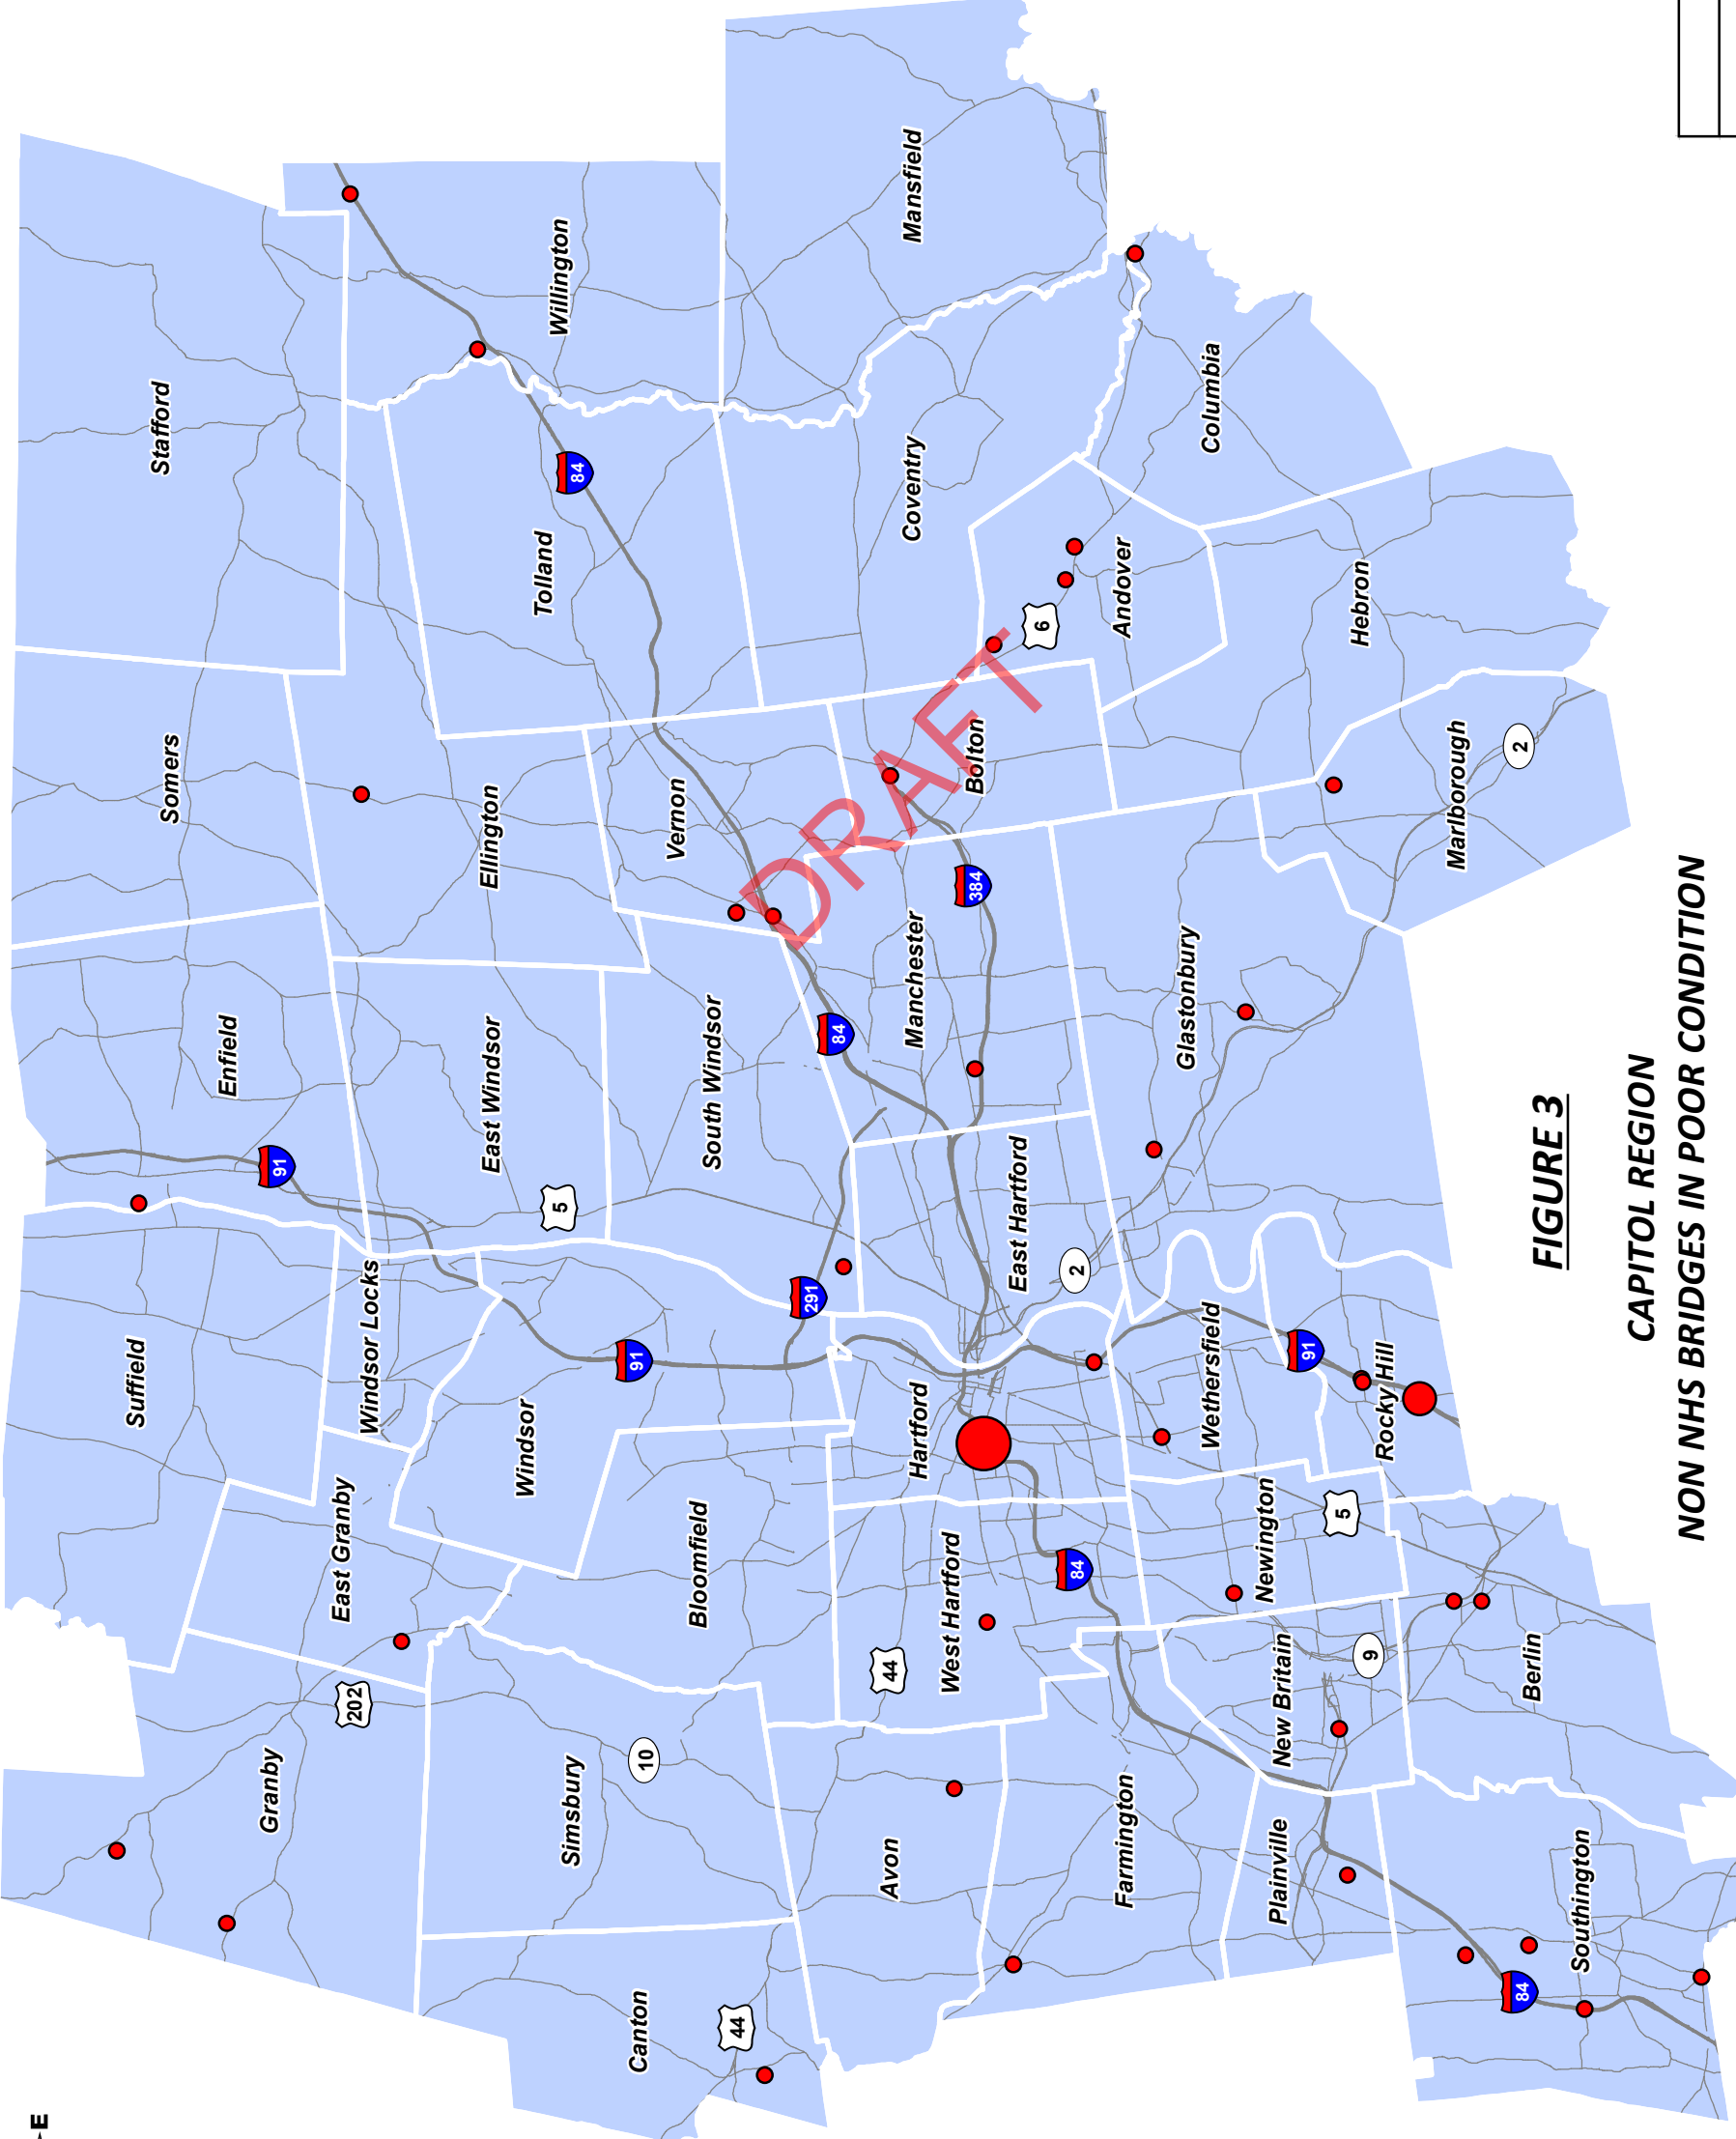 E
Stafford
Willington
Mansfield
Somers
Tolland
84
Coventry
Columbia
Ellington
Vernon
Bolton
6
Andover
Hebron
Enfield
East Windsor
South Windsor
84
Manchester
384
Glastonbury
Marlborough
2
91
5
East Hartford
2
Suffield
Windsor Locks
291
91
Windsor
Hartford
Wethersfield
91
Rocky Hill
East Granby
Bloomfield
West Hartford
84
Newington
5
Granby
202
Simsbury
10
44
Avon
Farmington
New Britain
9
Berlin
Plainville
Canton
44
Southington
84
DRAFT
FIGURE 3
CAPITOL REGION
NON NHS BRIDGES IN POOR CONDITION